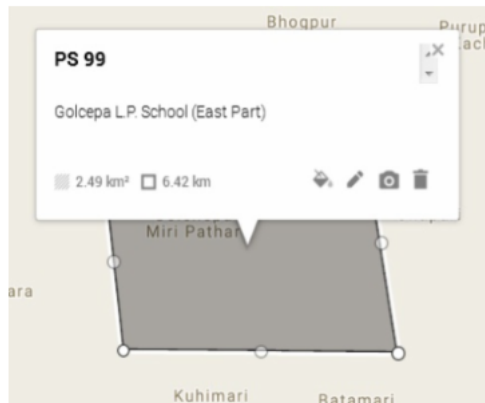 Bhogpur
PS 99
Golcepa L.P. School (East Part)
2.49 km² 6.42 km
Miri Pathar
ara
Kuhimari
Batamari